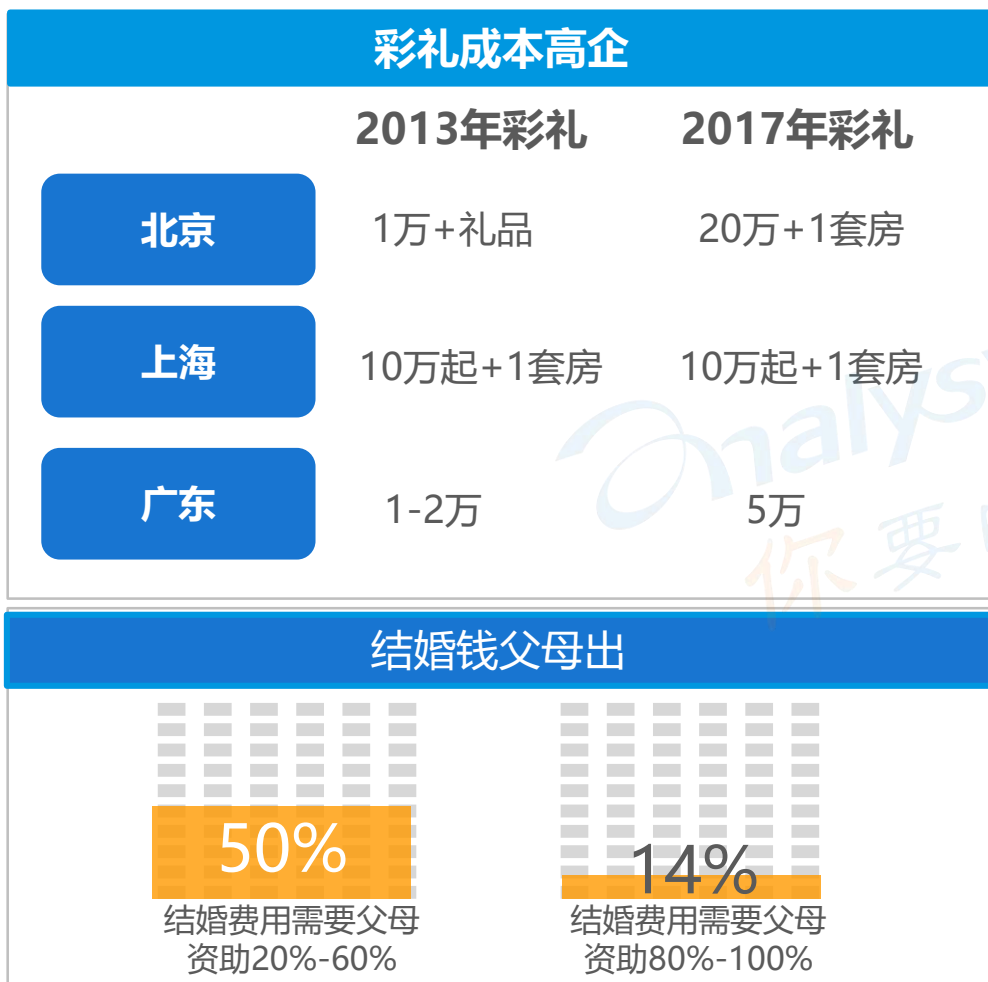 彩礼成本高企
2013年彩礼 2017年彩礼
北京 1万+礼品 20万+1套房
上海 10万起+1套房 10万起+1套房
广东 1-2万 5万
nalys
你要
结婚钱父母出
50% 14%
结婚费用需要父母 结婚费用需要父母
资助20%-60% 资助80%-100%